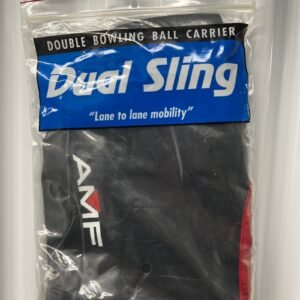 DOUBLE BOWLING BALL CARRIER
Dual Sling
"Lane to lane mobility"
AMF